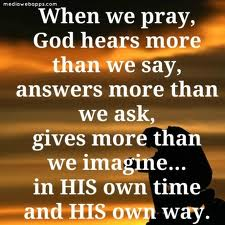 mediawebapps.com
When we pray,
God hears more
than we say,
answers more than
we ask,
gives more than
we imagine...
in HIS own time
and HIS own way.